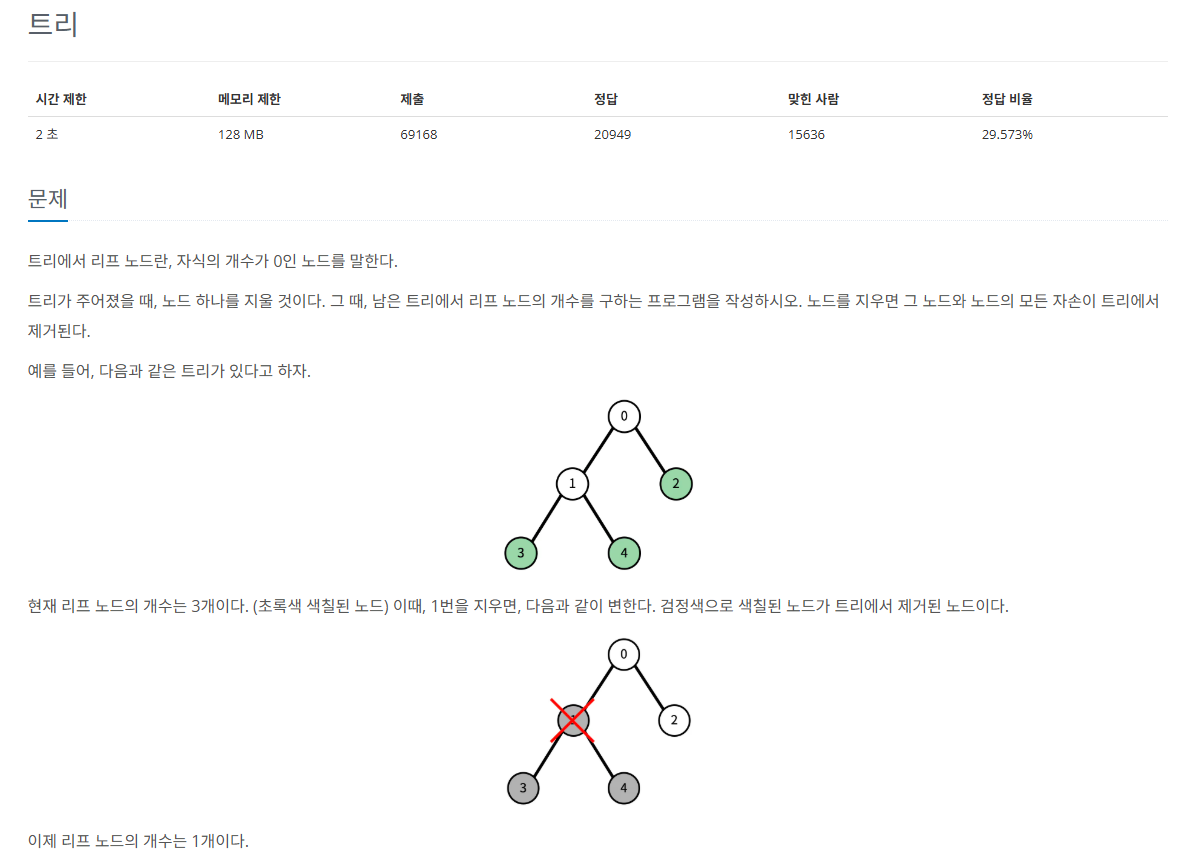 트리
시간 제한 메모리 제한 제출 정답 맞힌 사람 정답 비율
2 초 128 MB 69168 20949 15636 29.573%
문제
트리에서 리프 노드란, 자식의 개수가 0인 노드를 말한다.
트리가 주어졌을 때, 노드 하나를 지울 것이다. 그 때, 남은 트리에서 리프 노드의 개수를 구하는 프로그램을 작성하시오. 노드를 지우면 그 노드와 노드의 모든 자손이 트리에서
제거된다.
예를 들어, 다음과 같은 트리가 있다고 하자.
0
1 2
3 4
현재 리프 노드의 개수는 3개이다. (초록색 색칠된 노드) 이때, 1번을 지우면, 다음과 같이 변한다. 검정색으로 색칠된 노드가 트리에서 제거된 노드이다.
0
1 2
3 4
이제 리프 노드의 개수는 1개이다.